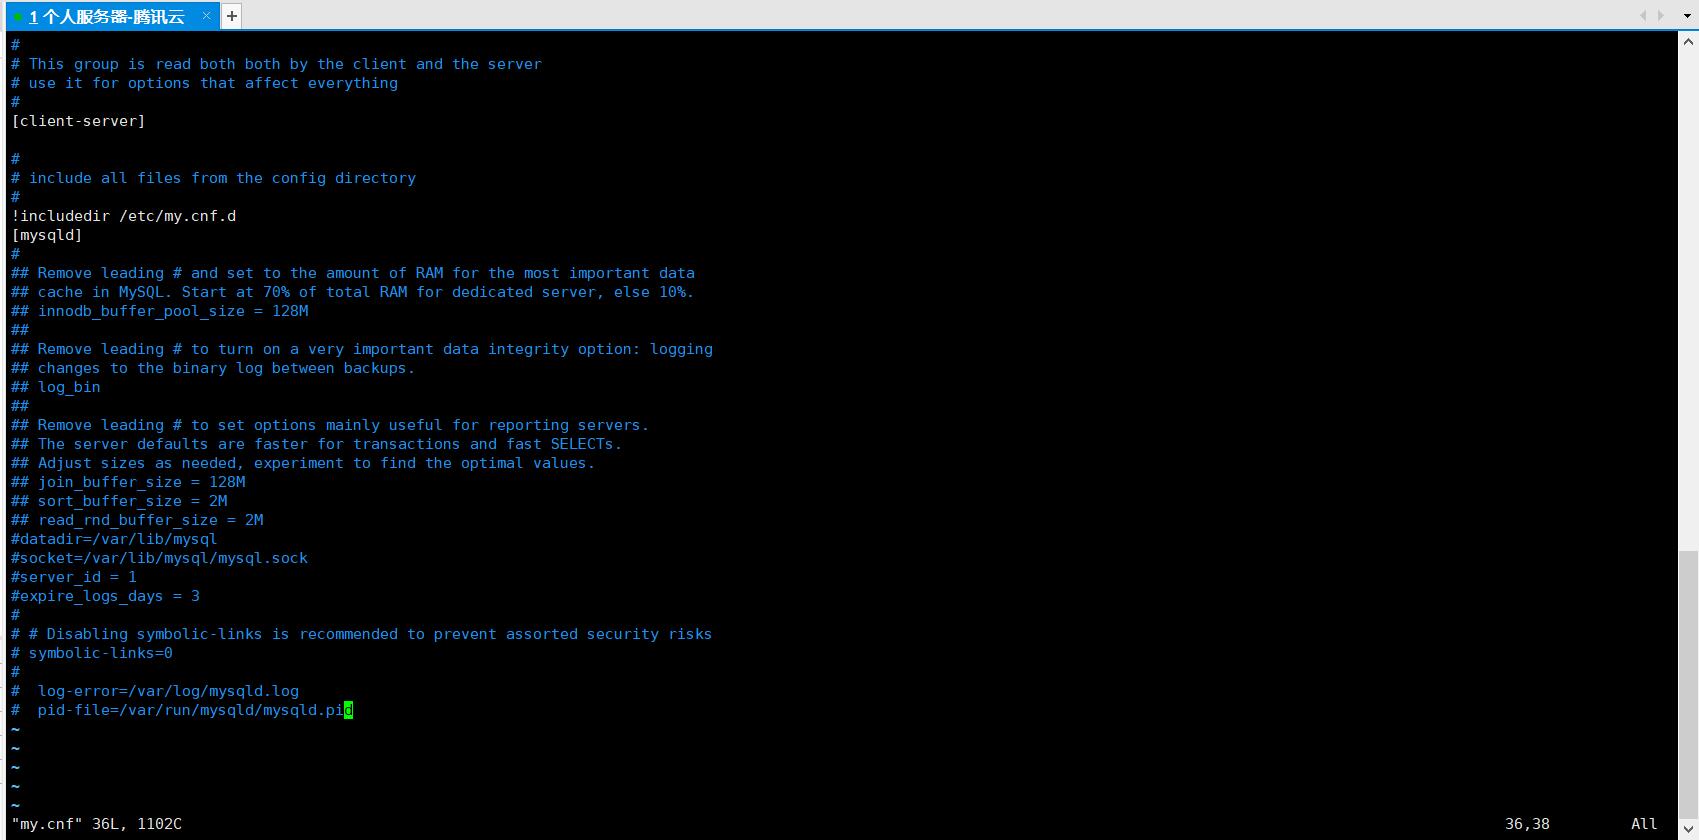 1 个人服务器-腾讯云 × +
#
# This group is read both both by the client and the server
# use it for options that affect everything
#
[client-server]
#
# include all files from the config directory
#
!includedir /etc/my.cnf.d
[mysqld]
#
## Remove leading # and set to the amount of RAM for the most important data
## cache in MySQL. Start at 70% of total RAM for dedicated server, else 10%.
## innodb_buffer_pool_size = 128M
##
## Remove leading # to turn on a very important data integrity option: logging
## changes to the binary log between backups.
## log_bin
##
## Remove leading # to set options mainly useful for reporting servers.
## The server defaults are faster for transactions and fast SELECTs.
## Adjust sizes as needed, experiment to find the optimal values.
## join_buffer_size = 128M
## sort_buffer_size = 2M
## read_rnd_buffer_size = 2M
#datadir=/var/lib/mysql
#socket=/var/lib/mysql/mysql.sock
#server_id = 1
#expire_logs_days = 3
#
# # Disabling symbolic-links is recommended to prevent assorted security risks
# symbolic-links=0
#
#  log-error=/var/log/mysqld.log
#  pid-file=/var/run/mysqld/mysqld.pid
~
~
~
~
~
"my.cnf" 36L, 1102C 36,38 All